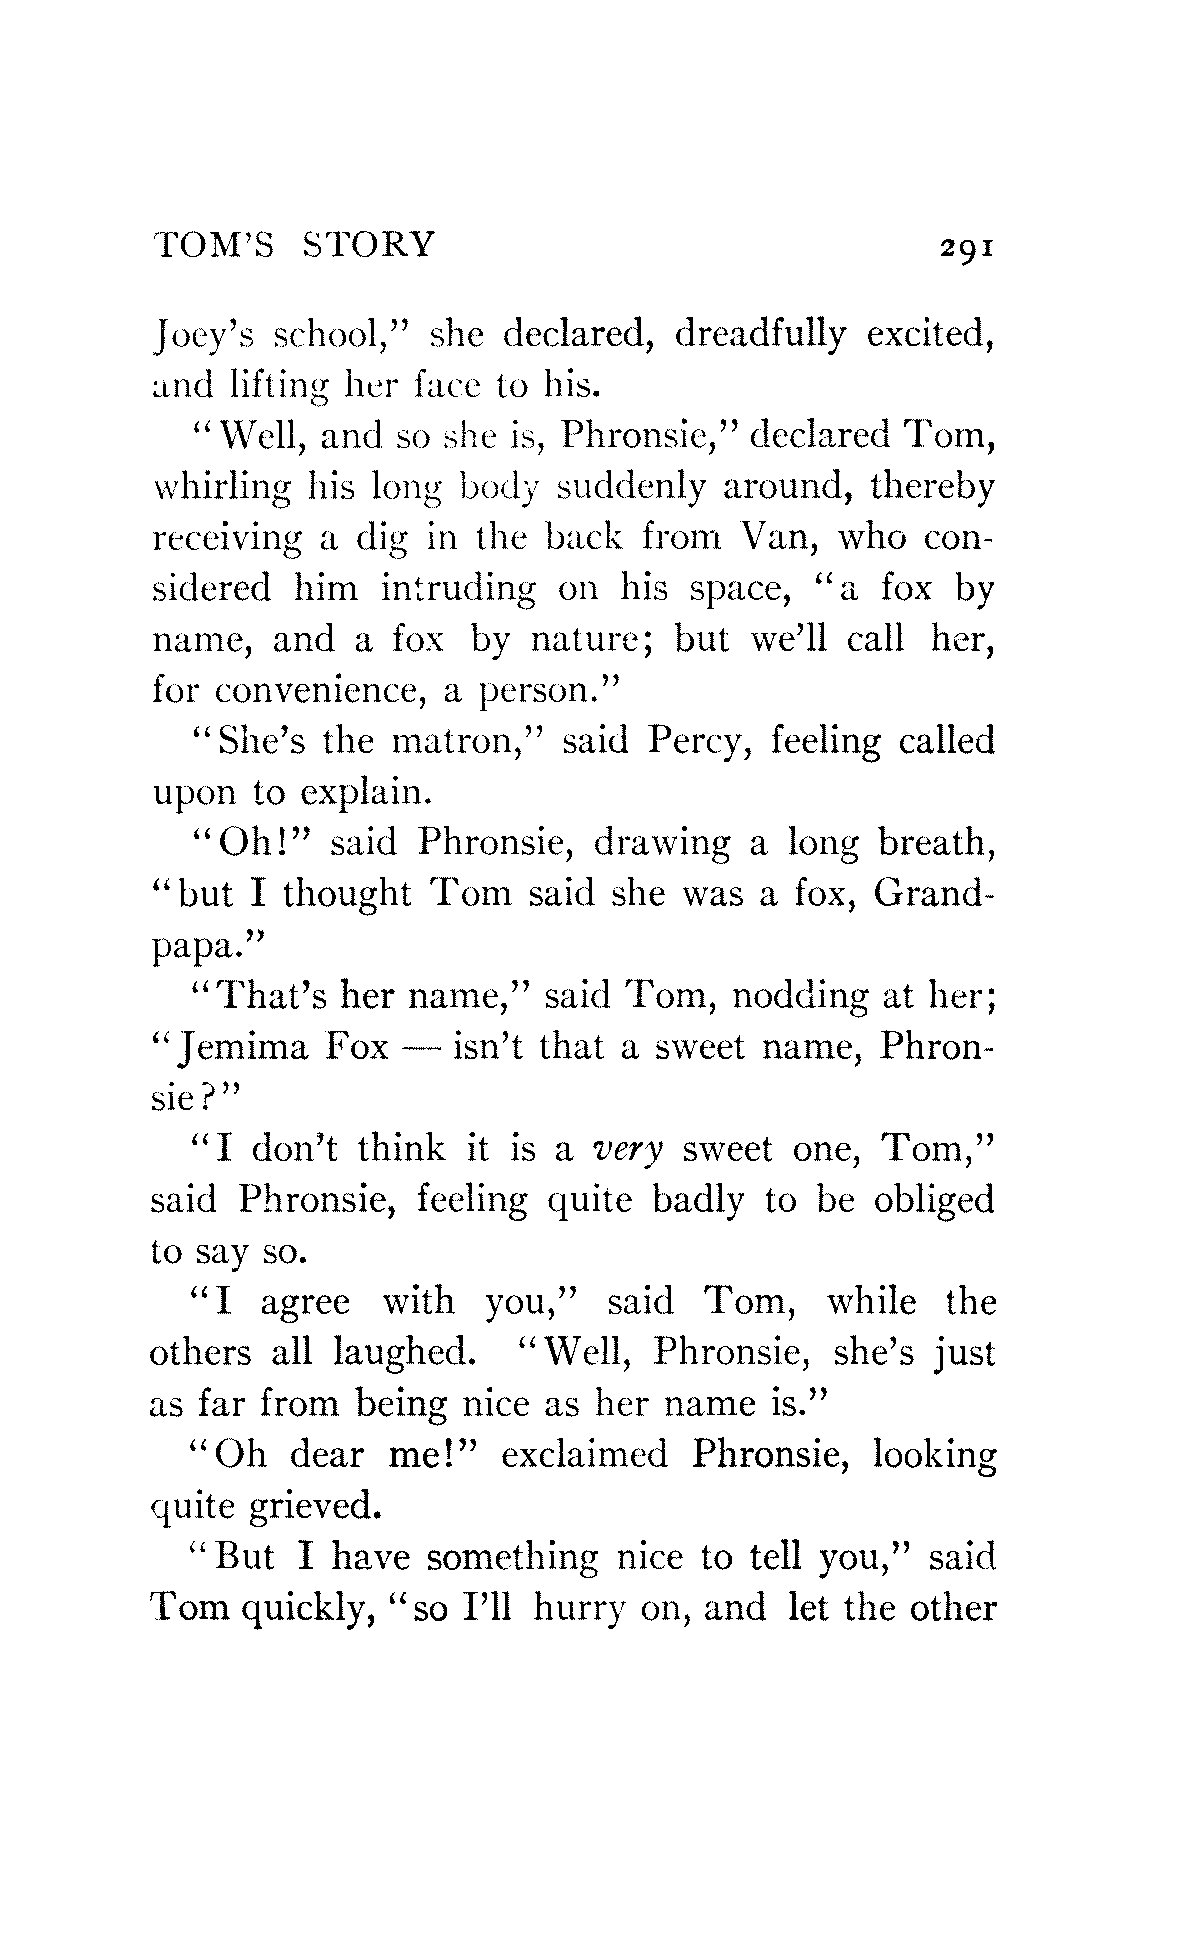 TOM'S STORY 291
Joey's school," she declared, dreadfully excited,
and lifting her face to his.
"Well, and so she is, Phronsie," declared Tom,
whirling his long body suddenly around, thereby
receiving a dig in the back from Van, who con-
sidered him intruding on his space, "a fox by
name, and a fox by nature; but we'll call her,
for convenience, a person."
"She's the matron," said Percy, feeling called
upon to explain.
"Oh!" said Phronsie, drawing a long breath,
"but I thought Tom said she was a fox, Grand-
papa."
"That's her name," said Tom, nodding at her;
"Jemima Fox — isn't that a sweet name, Phron-
sie?"
"I don't think it is a very sweet one, Tom,"
said Phronsie, feeling quite badly to be obliged
to say so.
"I agree with you," said Tom, while the
others all laughed. "Well, Phronsie, she's just
as far from being nice as her name is."
"Oh dear me!" exclaimed Phronsie, looking
quite grieved.
"But I have something nice to tell you," said
Tom quickly, "so I'll hurry on, and let the other